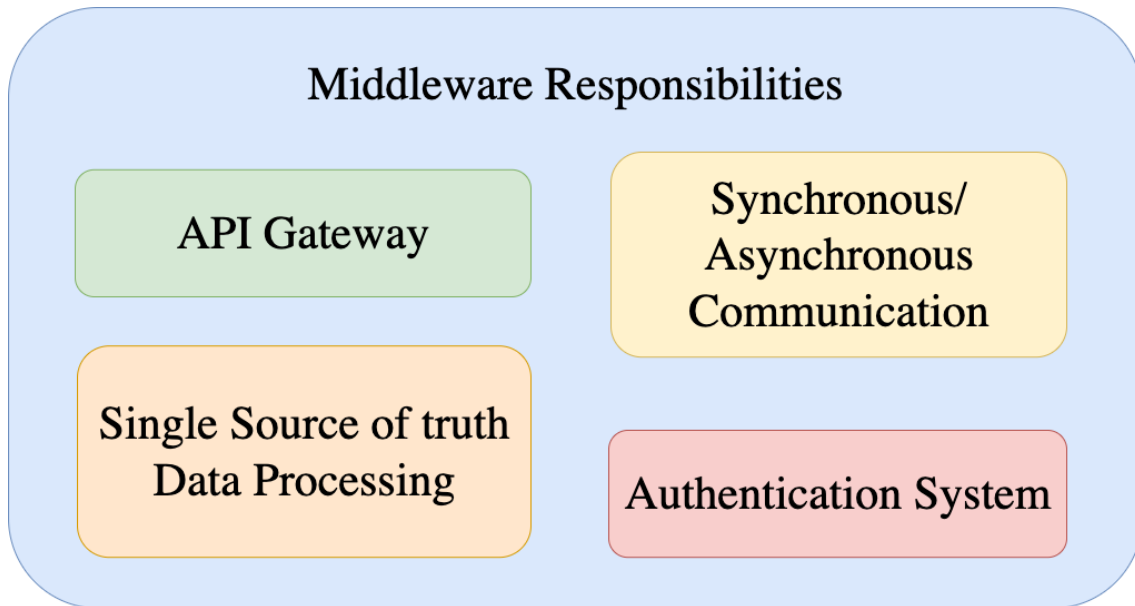 Middleware Responsibilities
API Gateway
Synchronous/
Asynchronous
Communication
Single Source of truth
Data Processing
Authentication System